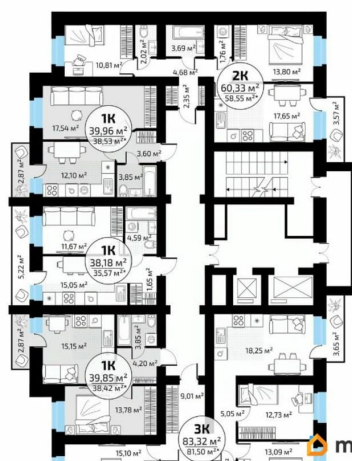 10,81 м²
2,02 м²
3,69 м²
4,68 м²
1,76 м²
13,80 м²
2К
60,33 м²
58,55 м²*
2,35 м²
17,65 м²
3,57 м²
17,54 м²
1К
39,96 м²
38,53 м²*
3,60 м²
2,87 м²
12,10 м²
3,85 м²
11,67 м²
4,59 м²
1К
38,18 м²
35,57 м²*
5,22 м²
15,05 м²
1,65 м²
2,87 м²
15,15 м²
3,85 м²
1К
39,85 м²
38,42 м²*
4,20 м²
18,25 м²
3,65 м²
13,78 м²
9,01 м²
5,05 м²
12,73 м²
3К
83,32 м²
81,50 м²*
15,10 м²
13,09 м²
m